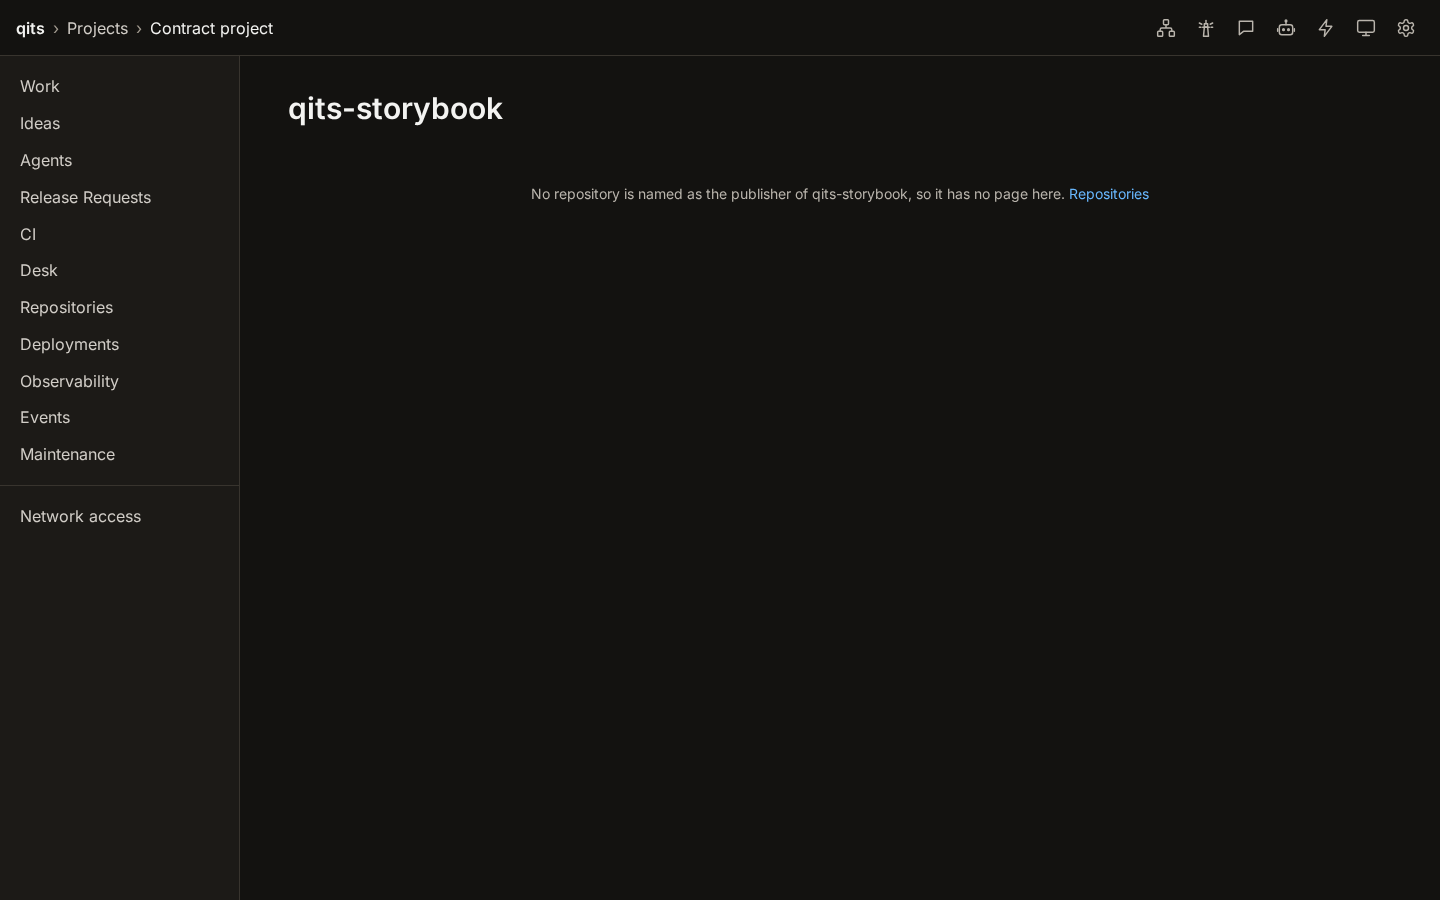 qits › Projects › Contract project
Work
Ideas
Agents
Release Requests
CI
Desk
Repositories
Deployments
Observability
Events
Maintenance
Network access
qits-storybook
No repository is named as the publisher of qits-storybook, so it has no page here. Repositories